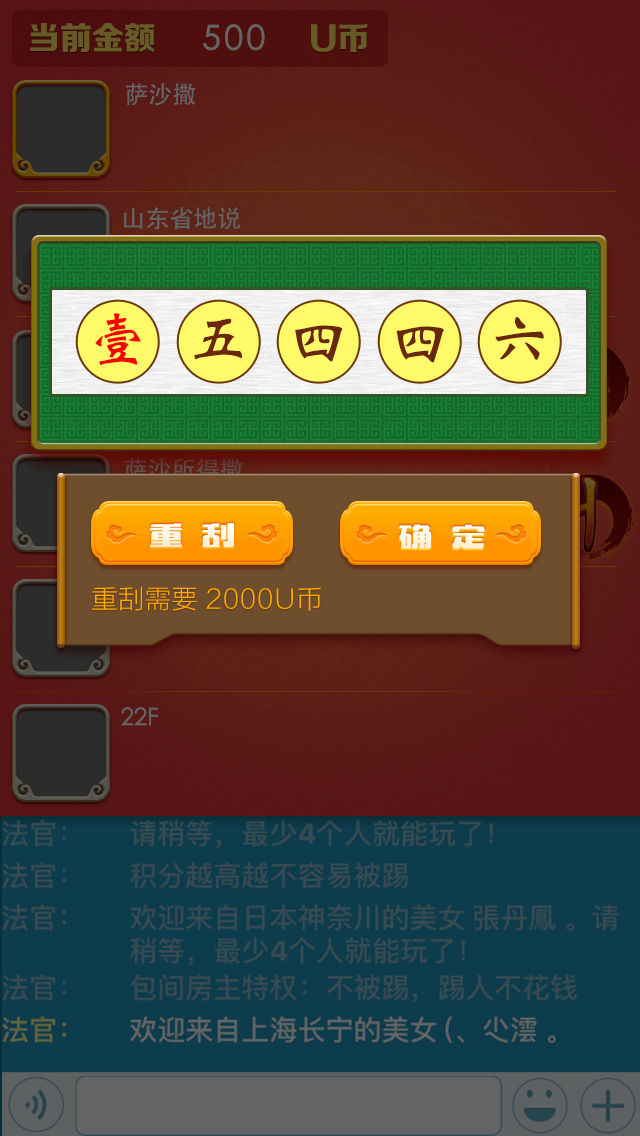 当前金额 500 U币
萨沙撒
山东省地说
壹 五 四 四 六
萨沙所得撒
重刮 确定
重刮需要 2000U币
22F
法官: 请稍等，最少4个人就能玩了！
法官: 积分越高越不容易被踢
法官: 欢迎来自日本神奈川的美女 張丹鳳 。请
稍等，最少4个人就能玩了！
法官: 包间房主特权：不被踢，踢人不花钱
法官: 欢迎来自上海长宁的美女(、尐澐 。